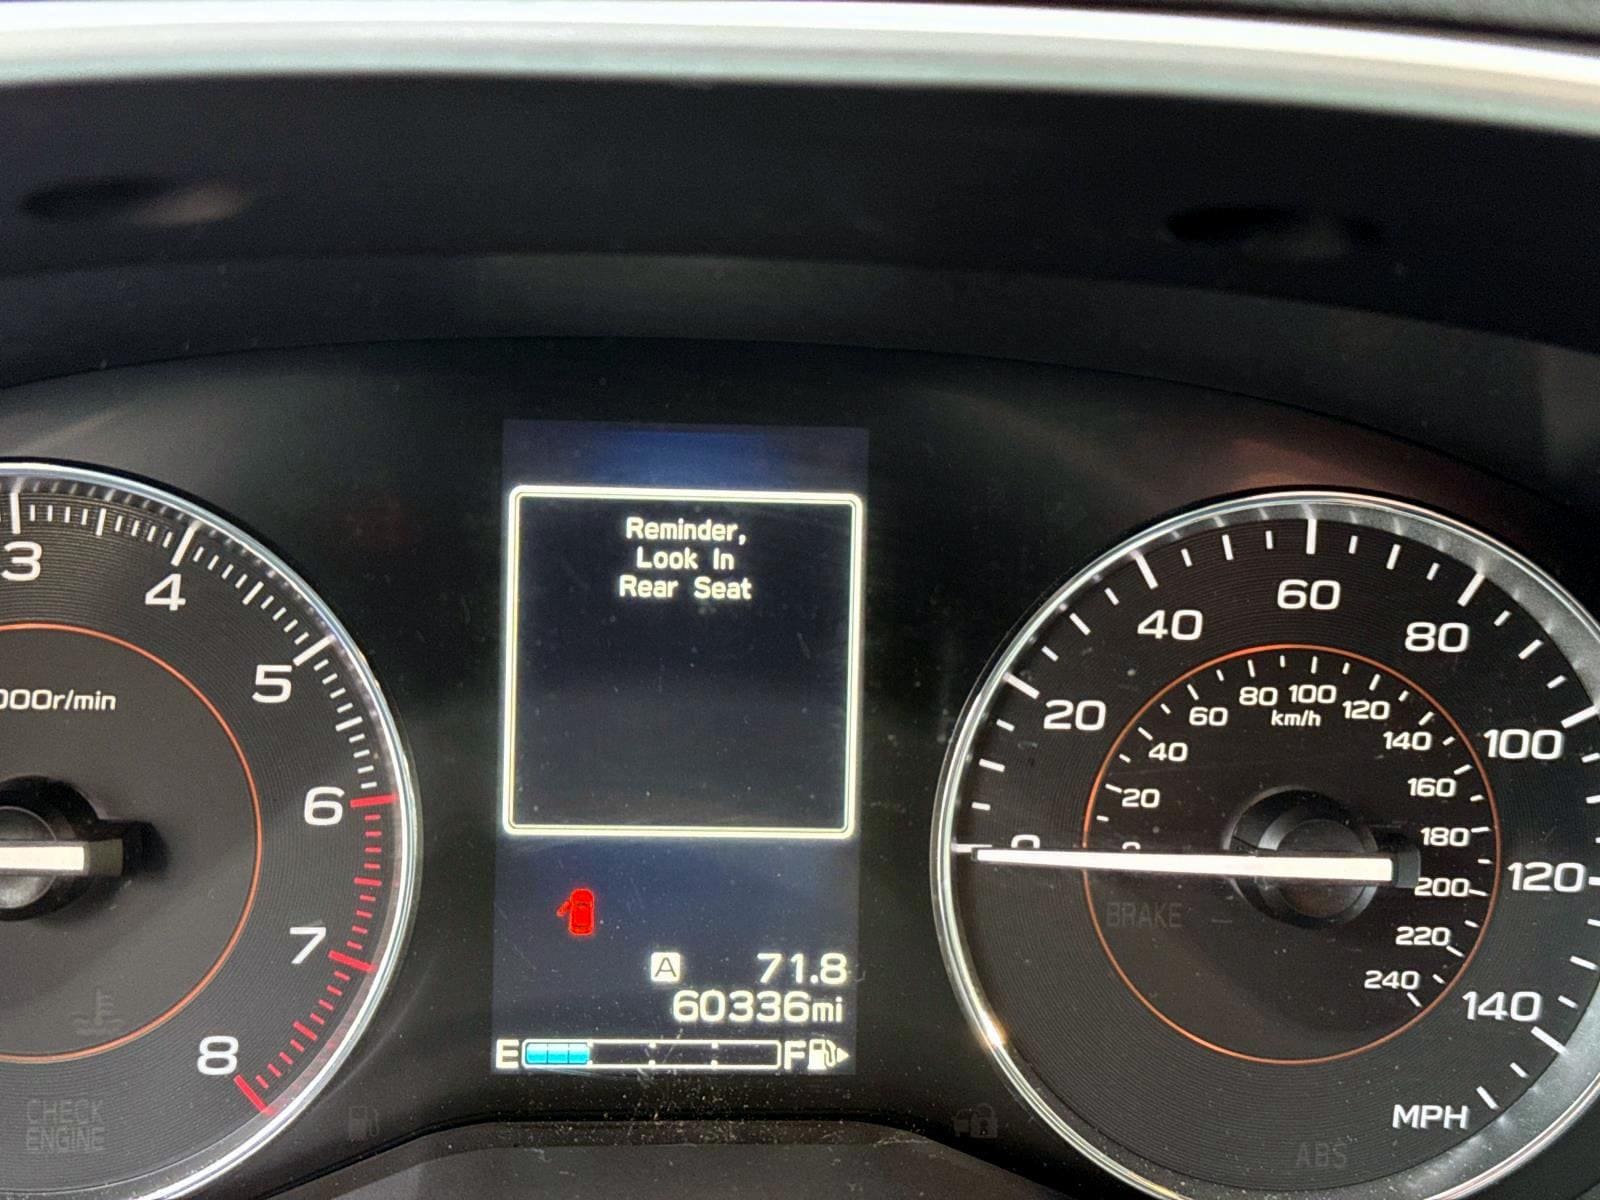 Reminder,
Look In
Rear Seat
A 71.8
60336mi
E F
3
4
5
6
7
8
000r/min
CHECK
ENGINE
0
20
40
60
80
100
120
140
MPH
0
20
40
60
80
100
120
140
160
180
200
220
240
km/h
BRAKE
ABS